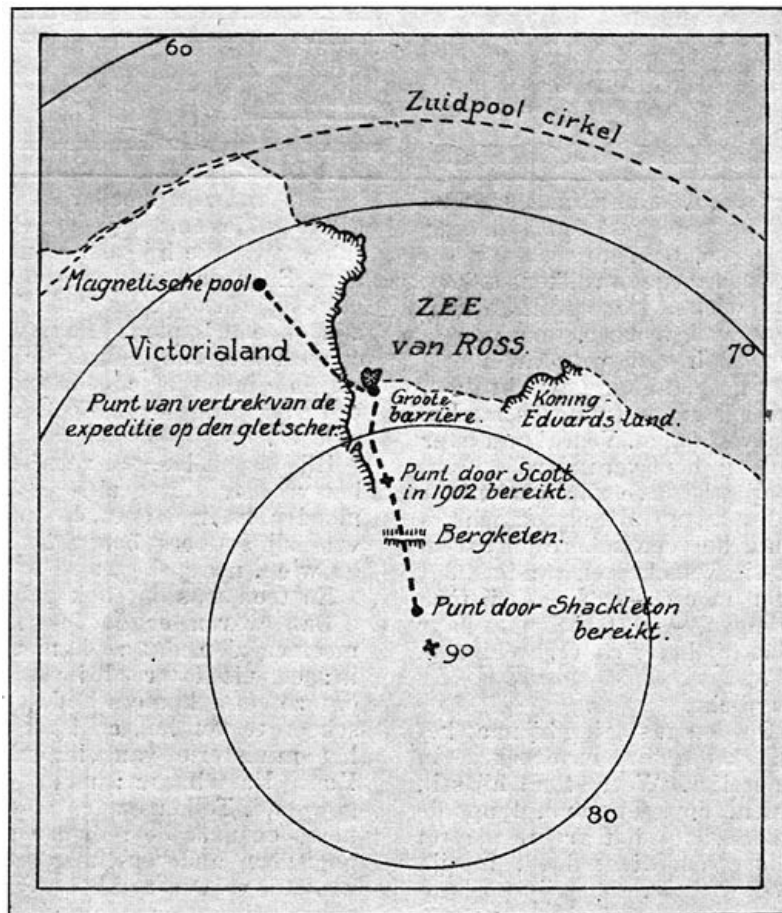 60
Zuidpool cirkel
Magnetische pool
ZEE
van ROSS.
70
Victorialand
Punt van vertrek van de
expeditie op den gletscher.
Groote
barrière.
Koning-
Edvards-land.
Punt door Scott
in 1902 bereikt.
Bergketen.
Punt door Shackleton
bereikt.
90
80